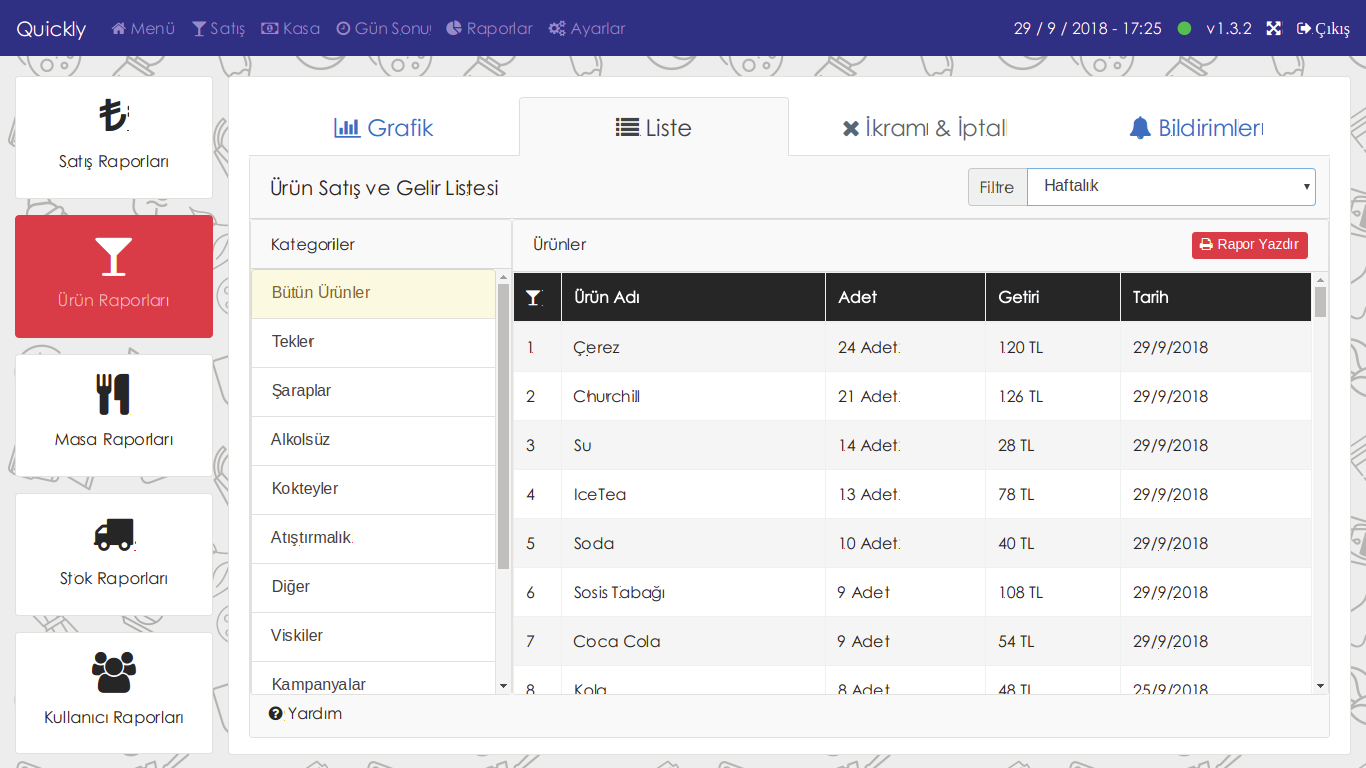 Quickly Menü Satış Kasa Gün Sonu Raporlar Ayarlar 29 / 9 / 2018 - 17:25 v1.3.2 Çıkış
Satış Raporları
Ürün Raporları
Masa Raporları
Stok Raporları
Kullanıcı Raporları
Grafik Liste İkram & İptal Bildirimler
Ürün Satış ve Gelir Listesi Filtre Haftalık
Kategoriler
Bütün Ürünler
Tekler
Şaraplar
Alkolsüz
Kokteyler
Atıştırmalık
Diğer
Viskiler
Kampanyalar
Ürünler Rapor Yazdır
Ürün Adı Adet Getiri Tarih
1 Çerez 24 Adet 120 TL 29/9/2018
2 Churchill 21 Adet 126 TL 29/9/2018
3 Su 14 Adet 28 TL 29/9/2018
4 IceTea 13 Adet 78 TL 29/9/2018
5 Soda 10 Adet 40 TL 29/9/2018
6 Sosis Tabağı 9 Adet 108 TL 29/9/2018
7 Coca Cola 9 Adet 54 TL 29/9/2018
8 Kola 8 Adet 48 TL 25/9/2018
Yardım